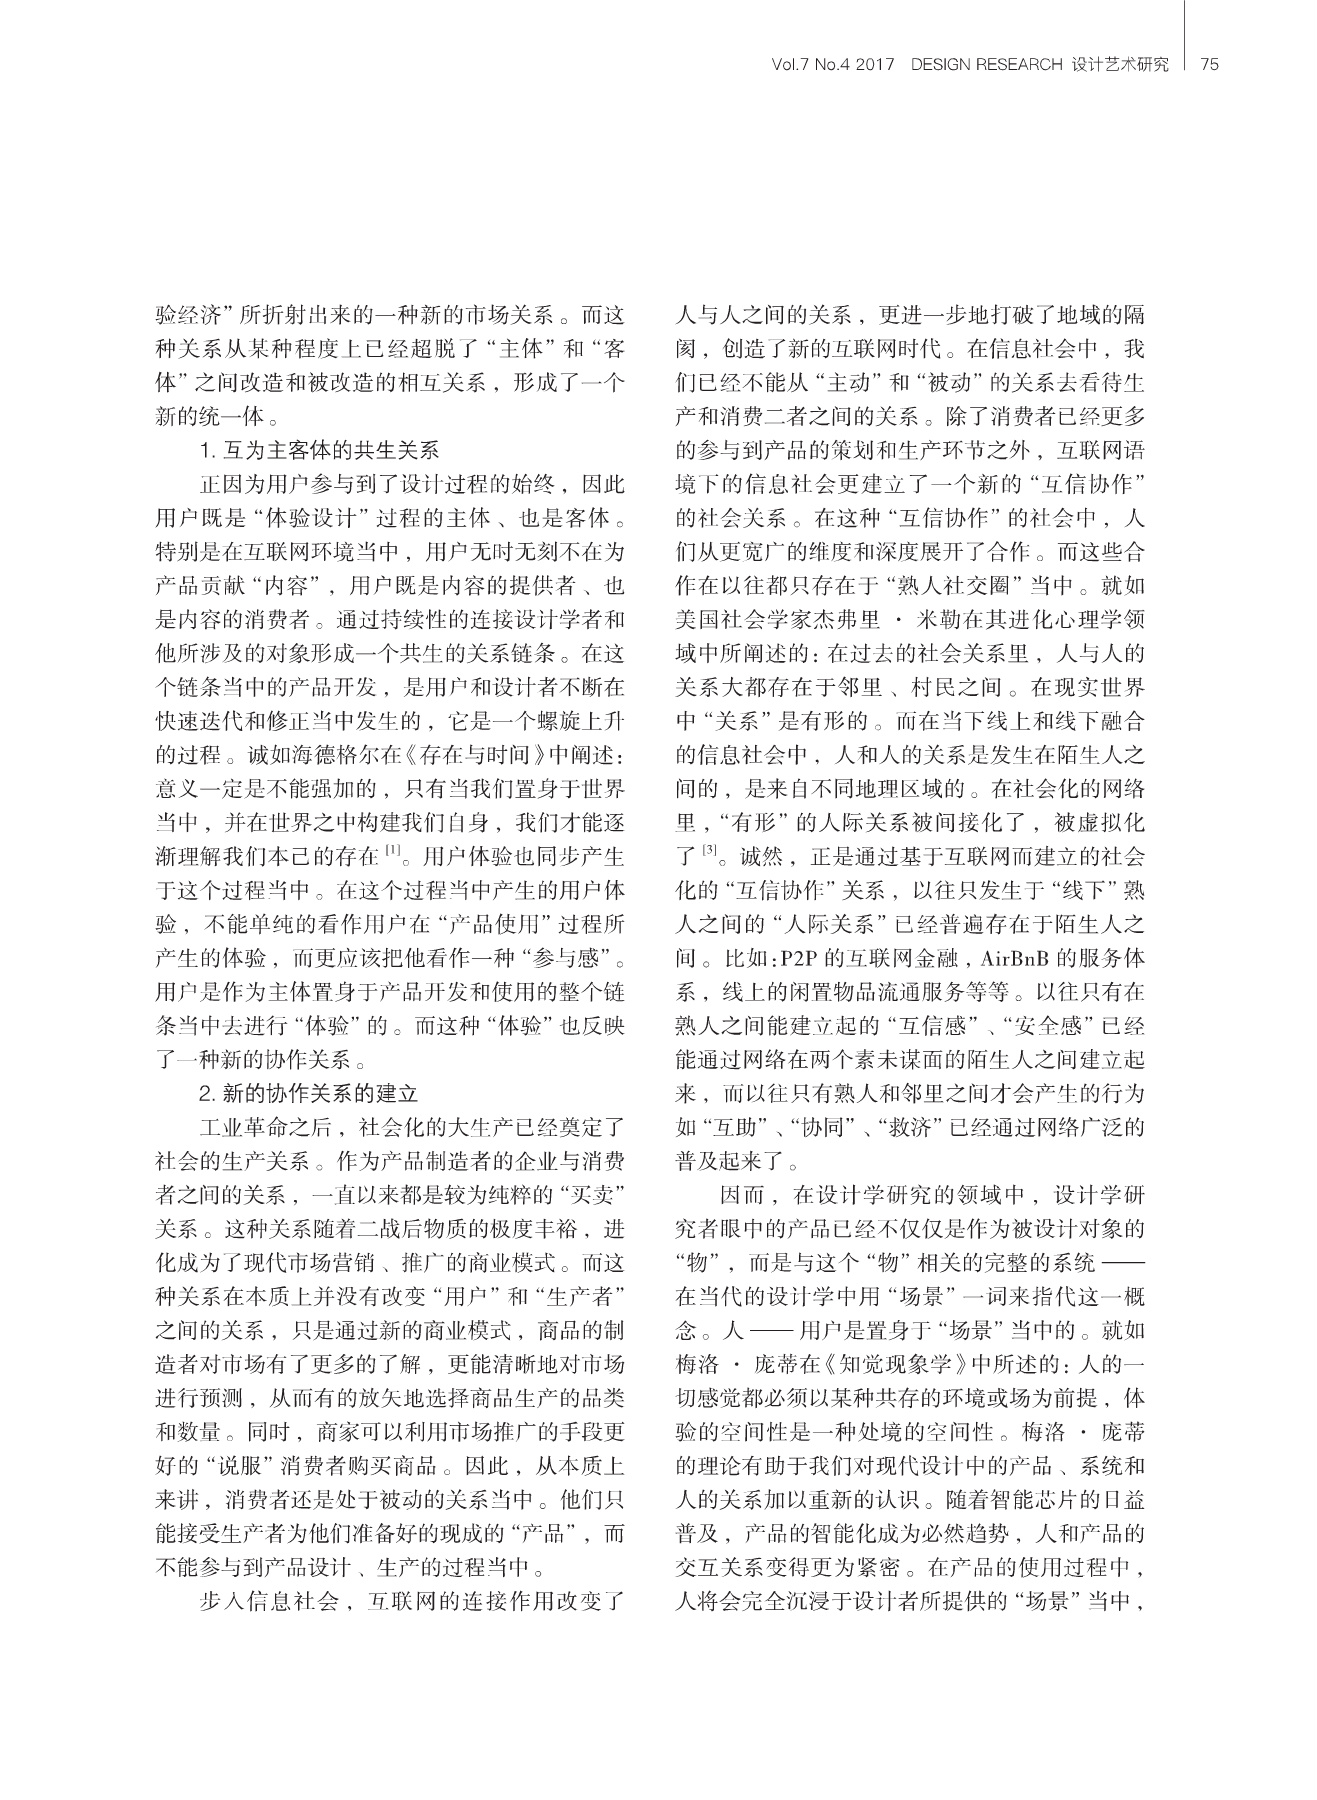 Vol.7 No.4 2017 DESIGN RESEARCH 设计艺术研究 75
验经济”所折射出来的一种新的市场关系。而这
种关系从某种程度上已经超脱了“主体”和“客
体”之间改造和被改造的相互关系，形成了一个
新的统一体。
1. 互为主客体的共生关系
正因为用户参与到了设计过程的始终，因此
用户既是“体验设计”过程的主体、也是客体。
特别是在互联网环境当中，用户无时无刻不在为
产品贡献“内容”，用户既是内容的提供者、也
是内容的消费者。通过持续性的连接设计学者和
他所涉及的对象形成一个共生的关系链条。在这
个链条当中的产品开发，是用户和设计者不断在
快速迭代和修正当中发生的，它是一个螺旋上升
的过程。诚如海德格尔在《存在与时间》中阐述：
意义一定是不能强加的，只有当我们置身于世界
当中，并在世界之中构建我们自身，我们才能逐
渐理解我们本己的存在[1]。用户体验也同步产生
于这个过程当中。在这个过程当中产生的用户体
验，不能单纯的看作用户在“产品使用”过程所
产生的体验，而更应该把他看作一种“参与感”。
用户是作为主体置身于产品开发和使用的整个链
条当中去进行“体验”的。而这种“体验”也反映
了一种新的协作关系。
2. 新的协作关系的建立
工业革命之后，社会化的大生产已经奠定了
社会的生产关系。作为产品制造者的企业与消费
者之间的关系，一直以来都是较为纯粹的“买卖”
关系。这种关系随着二战后物质的极度丰裕，进
化成为了现代市场营销、推广的商业模式。而这
种关系在本质上并没有改变“用户”和“生产者”
之间的关系，只是通过新的商业模式，商品的制
造者对市场有了更多的了解，更能清晰地对市场
进行预测，从而有的放矢地选择商品生产的品类
和数量。同时，商家可以利用市场推广的手段更
好的“说服”消费者购买商品。因此，从本质上
来讲，消费者还是处于被动的关系当中。他们只
能接受生产者为他们准备好的现成的“产品”，而
不能参与到产品设计、生产的过程当中。
步入信息社会，互联网的连接作用改变了
人与人之间的关系，更进一步地打破了地域的隔
阂，创造了新的互联网时代。在信息社会中，我
们已经不能从“主动”和“被动”的关系去看待生
产和消费二者之间的关系。除了消费者已经更多
的参与到产品的策划和生产环节之外，互联网语
境下的信息社会更建立了一个新的“互信协作”
的社会关系。在这种“互信协作”的社会中，人
们从更宽广的维度和深度展开了合作。而这些合
作在以往都只存在于“熟人社交圈”当中。就如
美国社会学家杰弗里·米勒在其进化心理学领
域中所阐述的：在过去的社会关系里，人与人的
关系大都存在于邻里、村民之间。在现实世界
中“关系”是有形的。而在当下线上和线下融合
的信息社会中，人和人的关系是发生在陌生人之
间的，是来自不同地理区域的。在社会化的网络
里，“有形”的人际关系被间接化了，被虚拟化
了[3]。诚然，正是通过基于互联网而建立的社会
化的“互信协作”关系，以往只发生于“线下”熟
人之间的“人际关系”已经普遍存在于陌生人之
间。比如：P2P 的互联网金融，AirBnB 的服务体
系，线上的闲置物品流通服务等等。以往只有在
熟人之间能建立起的“互信感”、“安全感”已经
能通过网络在两个素未谋面的陌生人之间建立起
来，而以往只有熟人和邻里之间才会产生的行为
如“互助”、“协同”、“救济”已经通过网络广泛的
普及起来了。
因而，在设计学研究的领域中，设计学研
究者眼中的产品已经不仅仅是作为被设计对象的
“物”，而是与这个“物”相关的完整的系统——
在当代的设计学中用“场景”一词来指代这一概
念。人——用户是置身于“场景”当中的。就如
梅洛·庞蒂在《知觉现象学》中所述的：人的一
切感觉都必须以某种共存的环境或场为前提，体
验的空间性是一种处境的空间性。梅洛·庞蒂
的理论有助于我们对现代设计中的产品、系统和
人的关系加以重新的认识。随着智能芯片的日益
普及，产品的智能化成为必然趋势，人和产品的
交互关系变得更为紧密。在产品的使用过程中，
人将会完全沉浸于设计者所提供的“场景”当中，